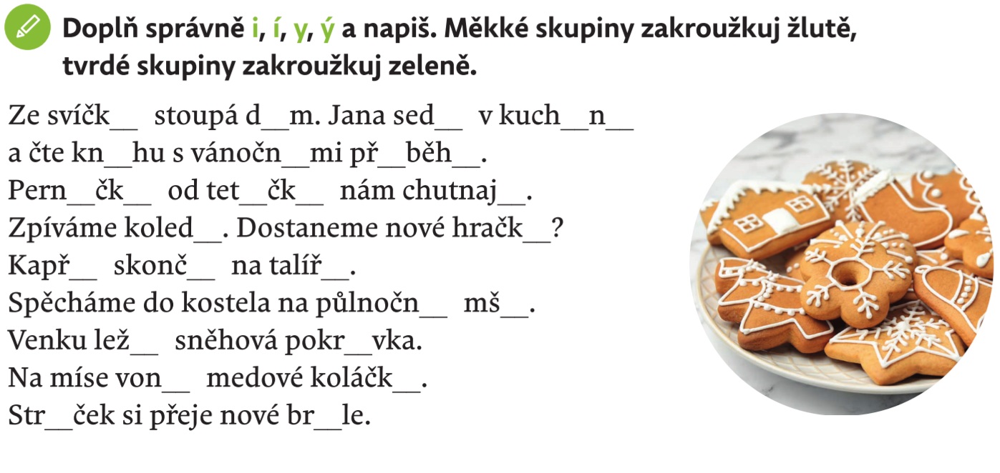 Doplň správně i, í, y, ý a napiš. Měkké skupiny zakroužkuj žlutě,
tvrdé skupiny zakroužkuj zeleně.
Ze svíčk__ stoupá d__m. Jana sed__ v kuch__n__
a čte kn__hu s vánočn__mi př__běh__.
Pern__čk__ od tet__čk__ nám chutnaj__.
Zpíváme koled__. Dostaneme nové hračk__?
Kapř__ skonč__ na talíř__.
Spěcháme do kostela na půlnočn__ mš__.
Venku lež__ sněhová pokr__vka.
Na míse von__ medové koláčk__.
Str__ček si přeje nové br__le.